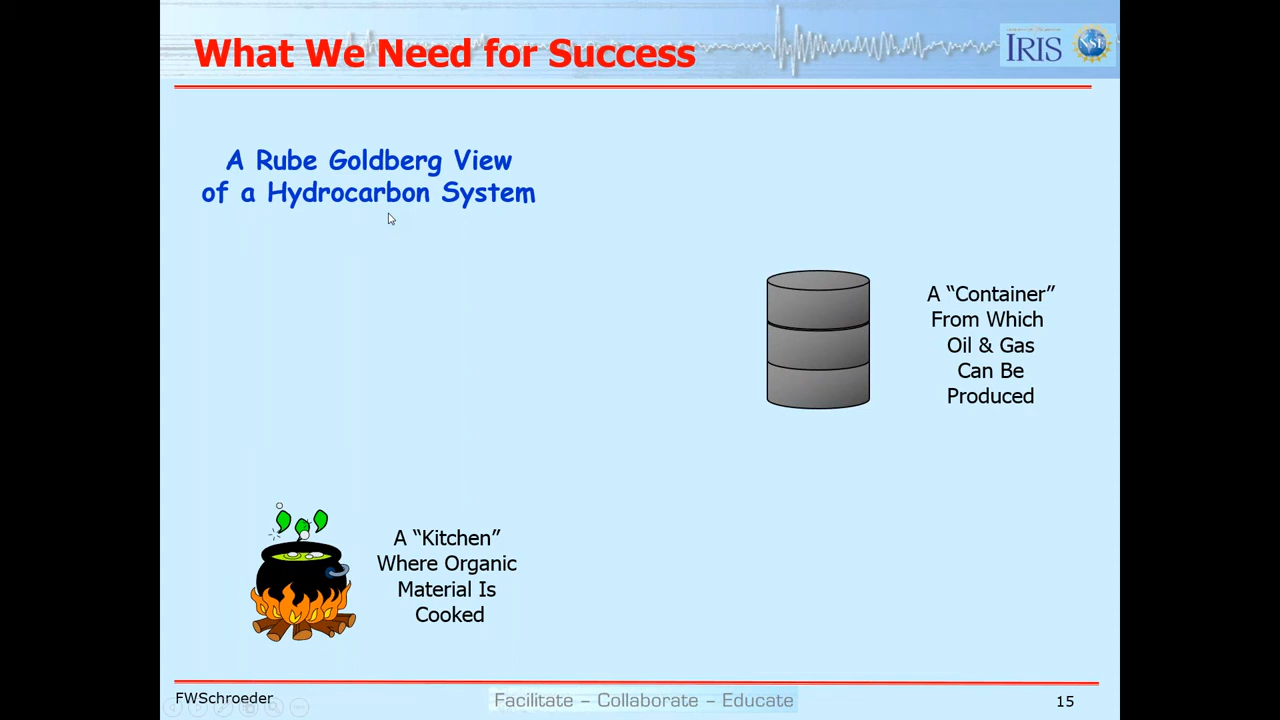 What We Need for Success
IRIS
NSF
A Rube Goldberg View
of a Hydrocarbon System
A “Container”
From Which
Oil & Gas
Can Be
Produced
A “Kitchen”
Where Organic
Material Is
Cooked
FWSchroeder
Facilitate – Collaborate – Educate
15